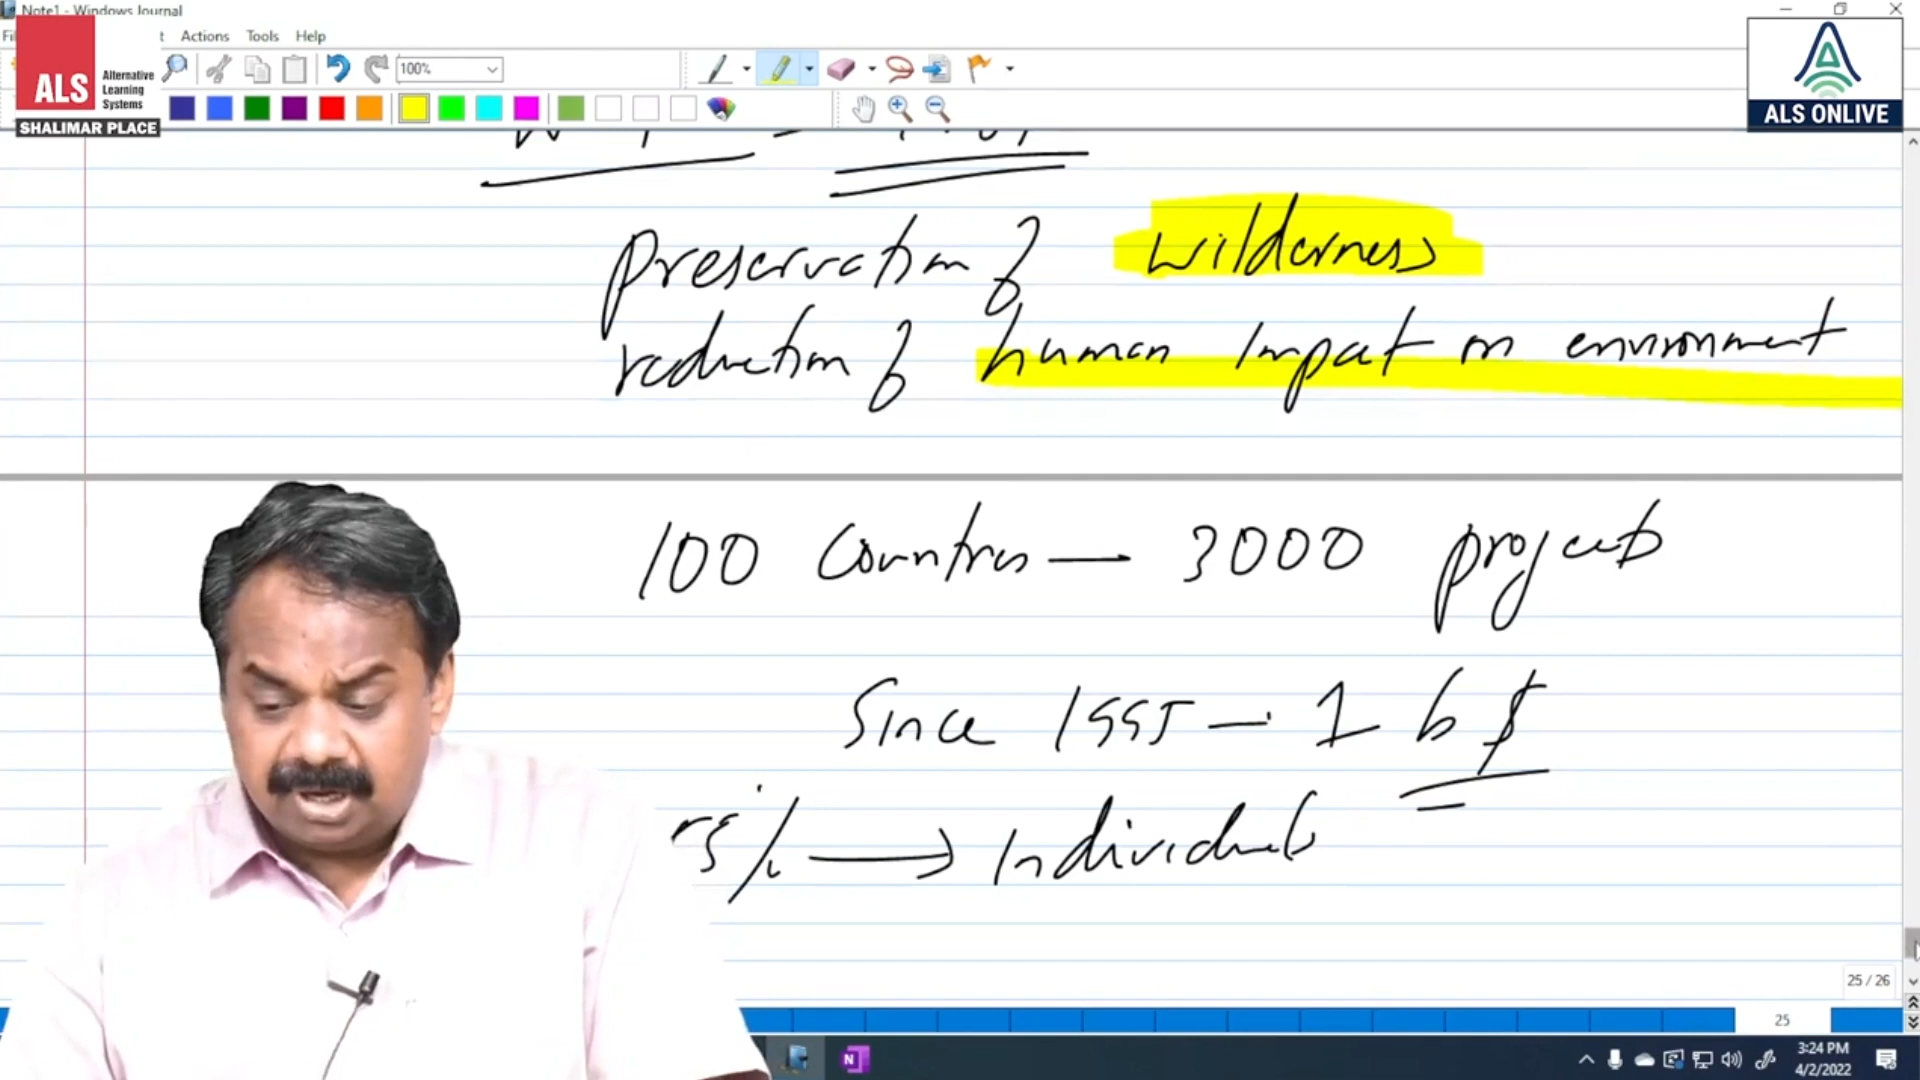 Note1 - Windows Journal
Actions Tools Help
ALS
Alternative
Learning
Systems
SHALIMAR PLACE
100%
ALS ONLIVE
preservation of wilderness
reduction of human impact on environment
100 Countries — 3000 projects
Since 1995 — 1 b $
5% → Individuals
25 / 26
25
3:24 PM
4/2/2022